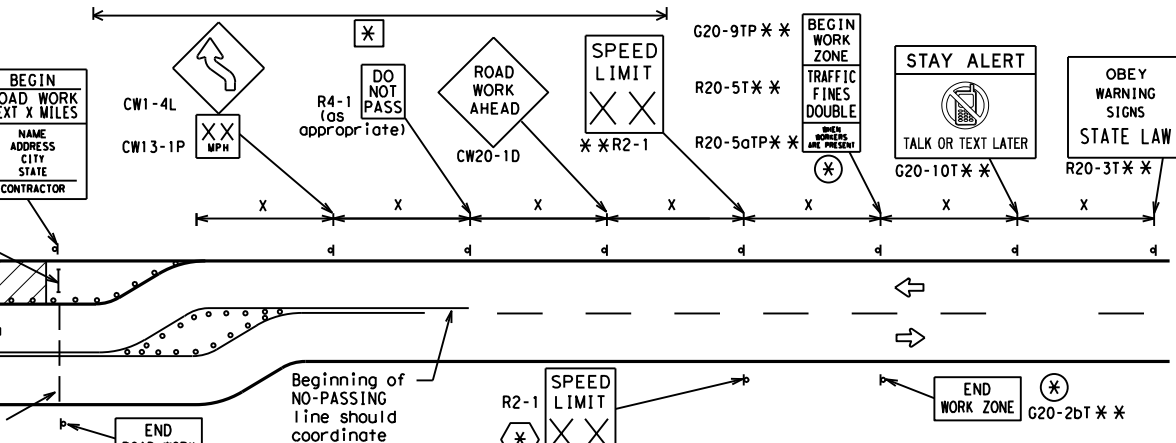 BEGIN
ROAD WORK
NEXT X MILES
NAME
ADDRESS
CITY
STATE
CONTRACTOR
CW1-4L
CW13-1P
XX
MPH
*
R4-1
(as
appropriate)
DO
NOT
PASS
ROAD
WORK
AHEAD
CW20-1D
SPEED
LIMIT
X X
* *R2-1
G20-9TP* *
R20-5T* *
R20-5aTP* *
BEGIN
WORK
ZONE
TRAFFIC
FINES
DOUBLE
WHEN
WORKERS
ARE PRESENT
*
STAY ALERT
TALK OR TEXT LATER
G20-10T* *
OBEY
WARNING
SIGNS
STATE LAW
R20-3T* *
X X X X X X X
Beginning of
NO-PASSING
line should
coordinate
R2-1
*
SPEED
LIMIT
X X
END
WORK ZONE
*
G20-2bT* *
END
ROAD WORK